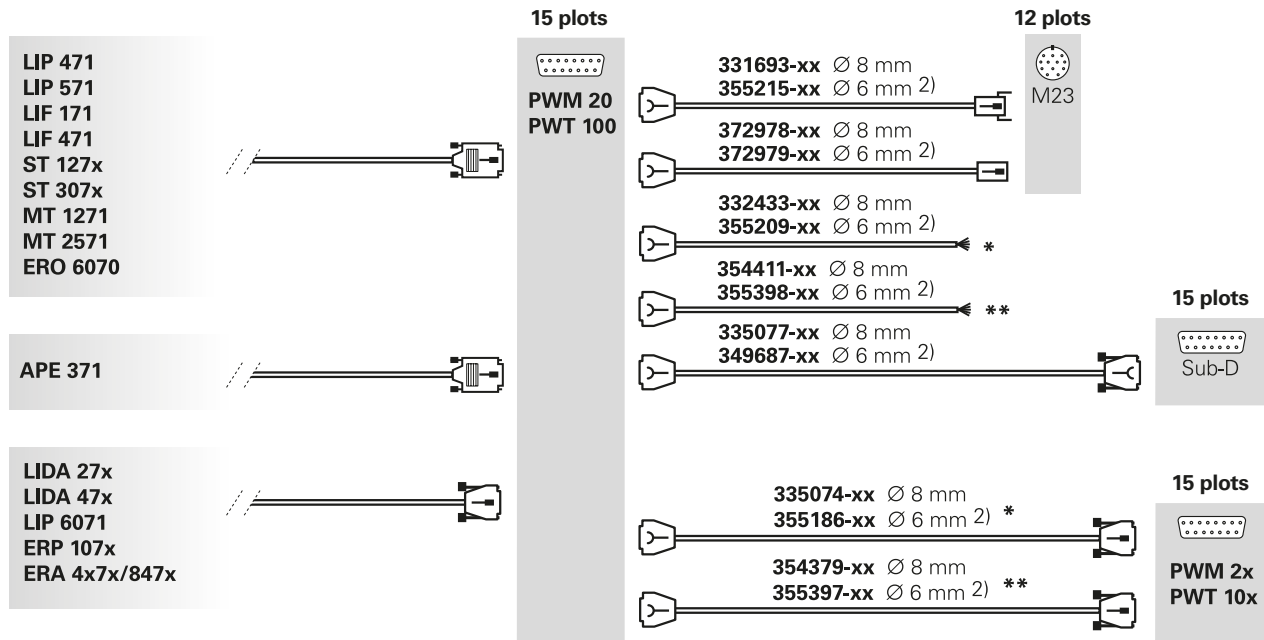 15 plots
12 plots
LIP 471
LIP 571
LIF 171
LIF 471
ST 127x
ST 307x
MT 1271
MT 2571
ERO 6070
PWM 20
PWT 100
331693-xx Ø 8 mm
355215-xx Ø 6 mm 2)
M23
372978-xx Ø 8 mm
372979-xx Ø 6 mm 2)
332433-xx Ø 8 mm
355209-xx Ø 6 mm 2)
*
354411-xx Ø 8 mm
355398-xx Ø 6 mm 2)
**
15 plots
APE 371
335077-xx Ø 8 mm
349687-xx Ø 6 mm 2)
Sub-D
LIDA 27x
LIDA 47x
LIP 6071
ERP 107x
ERA 4x7x/847x
335074-xx Ø 8 mm
355186-xx Ø 6 mm 2) *
354379-xx Ø 8 mm
355397-xx Ø 6 mm 2) **
15 plots
PWM 2x
PWT 10x